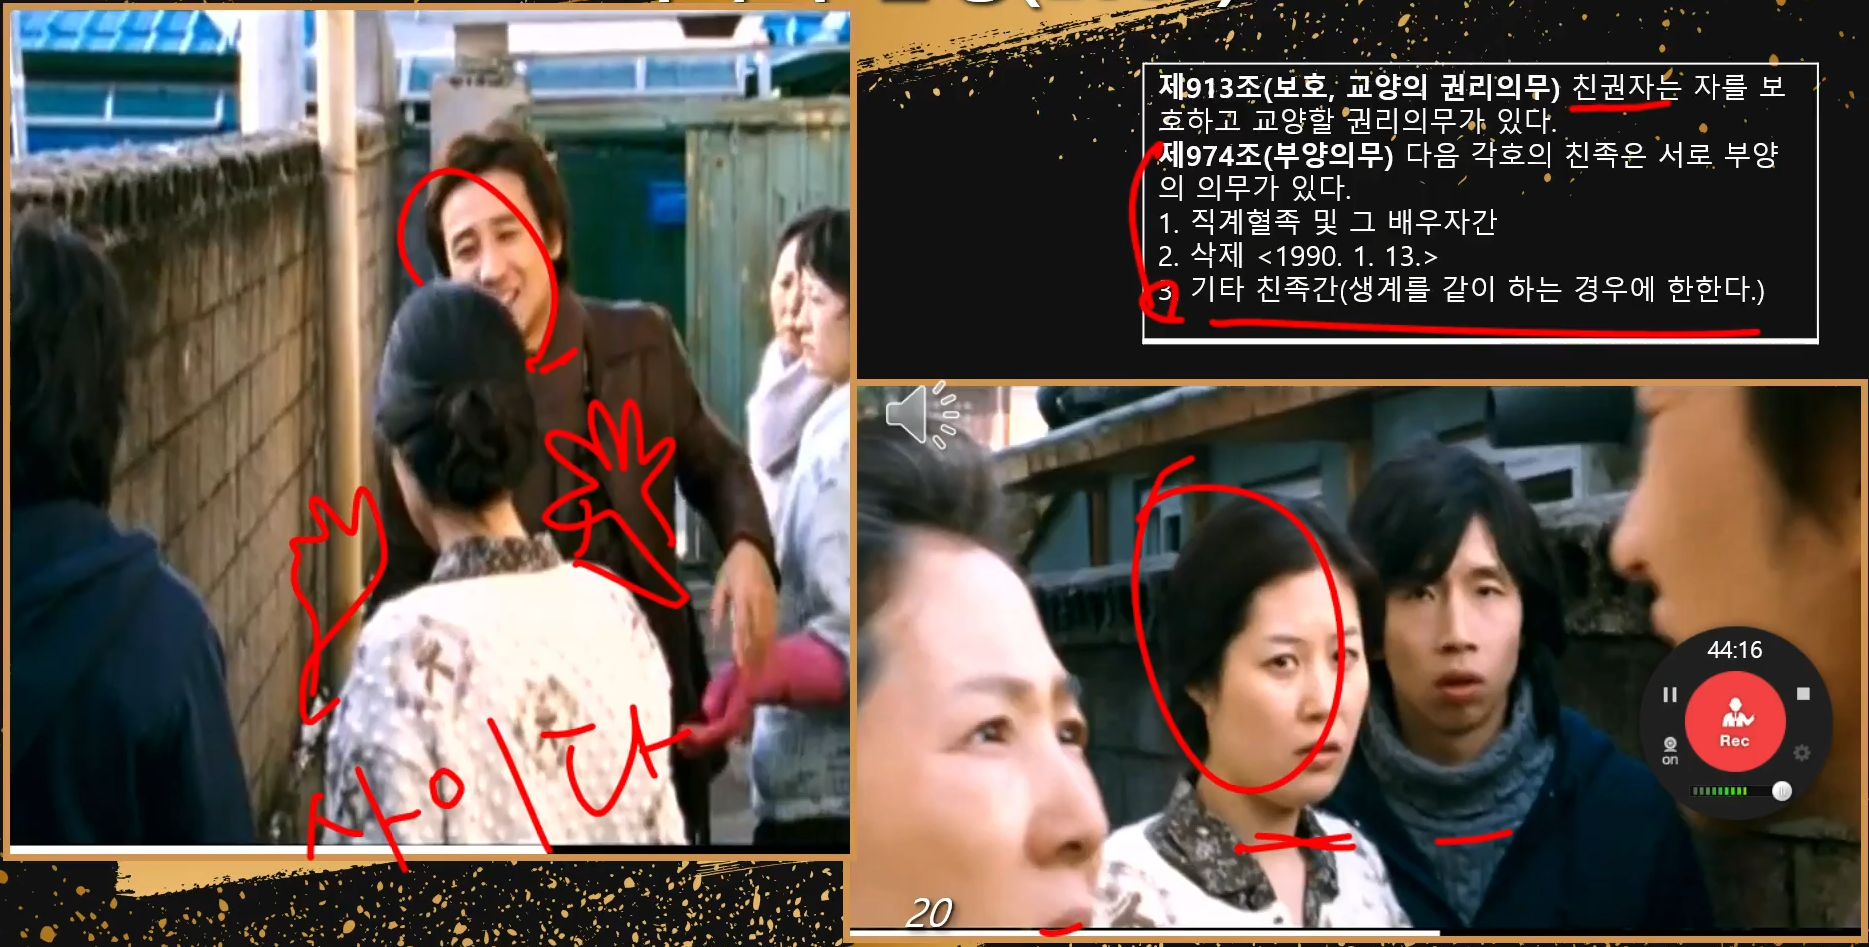 제913조(보호, 교양의 권리의무) 친권자는 자를 보
호하고 교양할 권리의무가 있다.
제974조(부양의무) 다음 각호의 친족은 서로 부양
의 의무가 있다.
1. 직계혈족 및 그 배우자간
2. 삭제 <1990. 1. 13.>
3. 기타 친족간(생계를 같이 하는 경우에 한한다.)
사이다
44:16
Rec
on
20